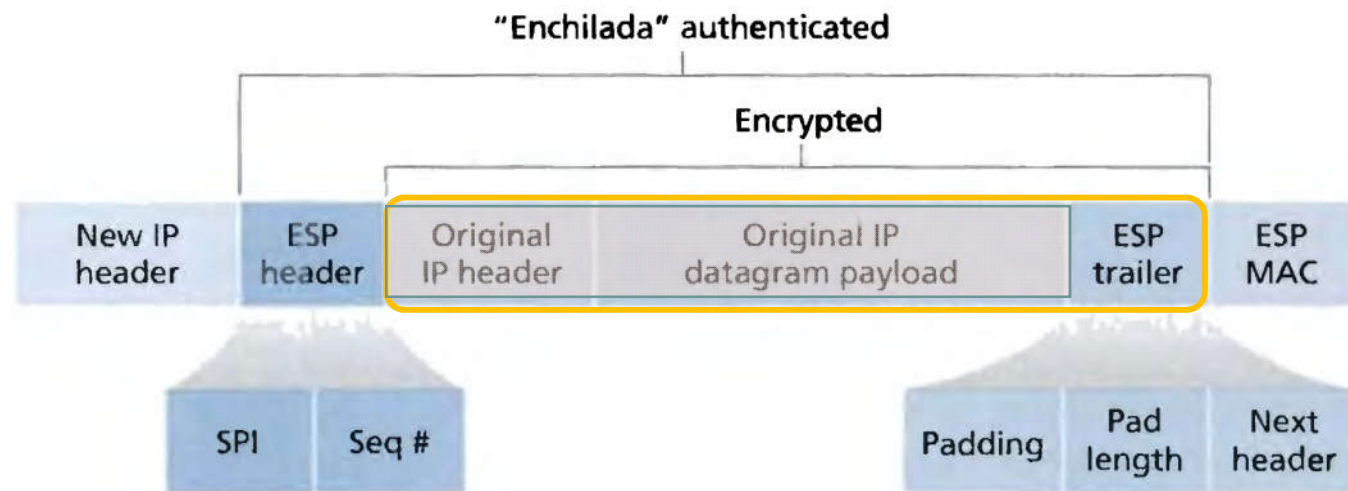 “Enchilada” authenticated
Encrypted
New IP
header
ESP
header
Original
IP header
Original IP
datagram payload
ESP
trailer
ESP
MAC
SPI
Seq #
Padding
Pad
length
Next
header